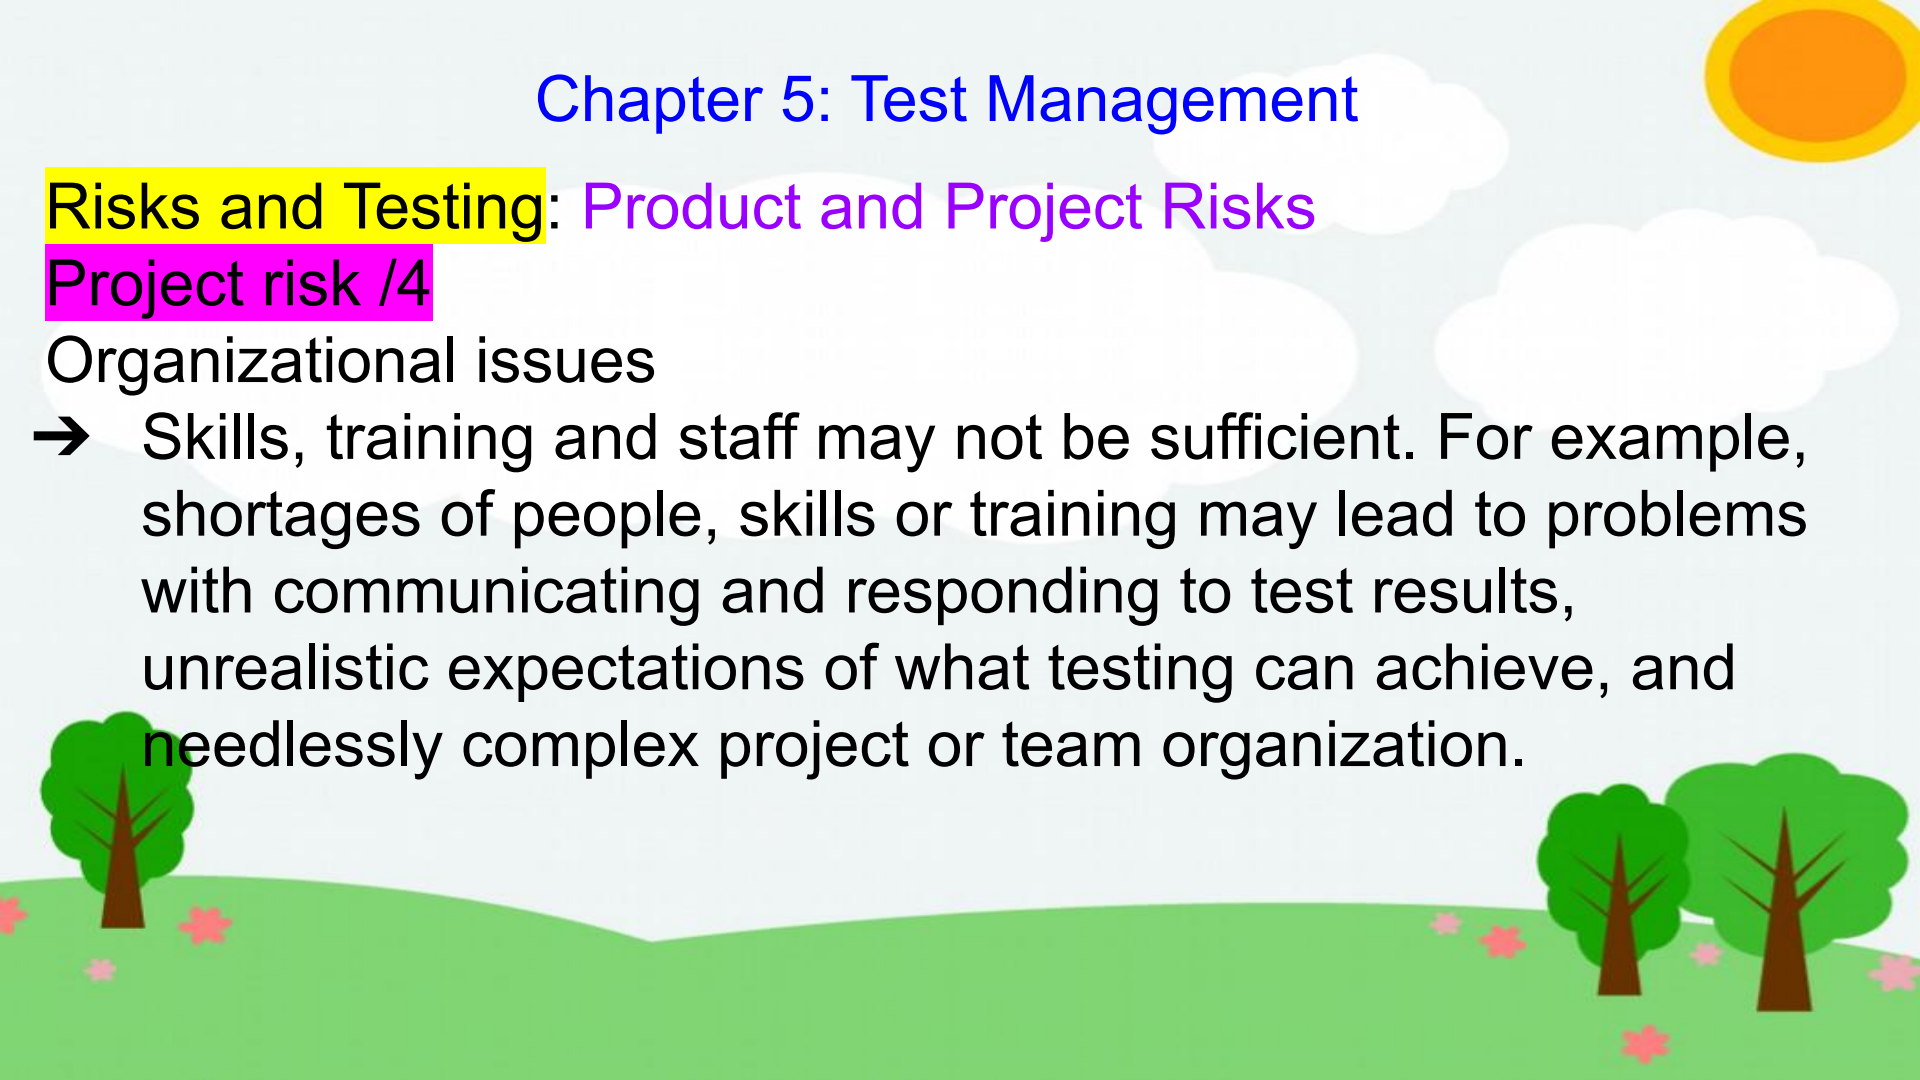 Chapter 5: Test Management
Risks and Testing: Product and Project Risks
Project risk /4
Organizational issues
➔ Skills, training and staff may not be sufficient. For example,
shortages of people, skills or training may lead to problems
with communicating and responding to test results,
unrealistic expectations of what testing can achieve, and
needlessly complex project or team organization.